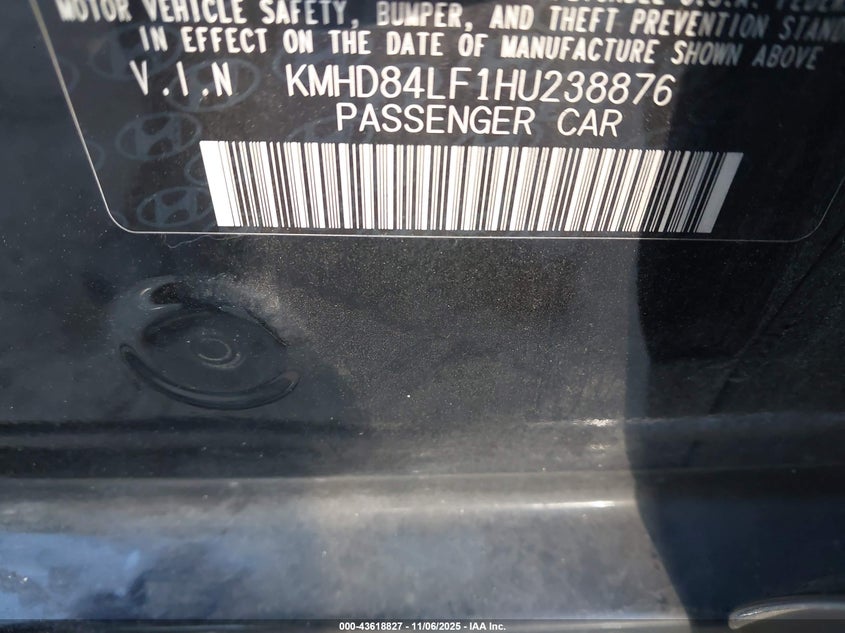 MOTOR VEHICLE SAFETY, BUMPER, AND THEFT PREVENTION STAND
IN EFFECT ON THE DATE OF MANUFACTURE SHOWN ABOVE
V.I.N KMHD84LF1HU238876
PASSENGER CAR
000-43618827 - 11/06/2025 - IAA Inc.